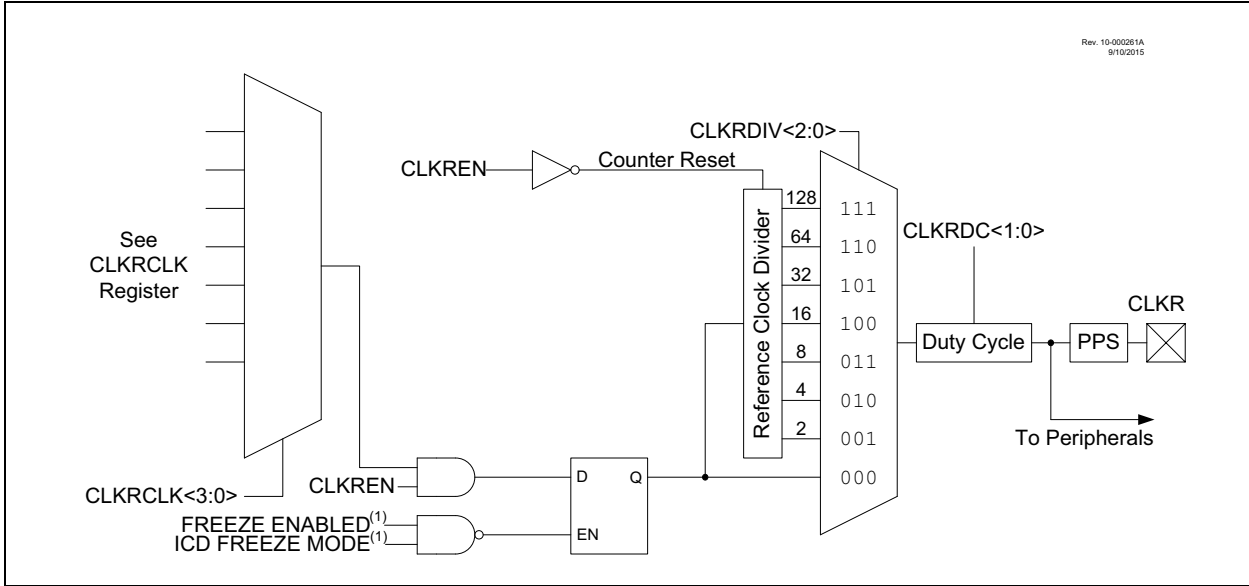 Rev. 10-000261A
9/10/2015
CLKRDIV<2:0>
CLKREN
Counter Reset
See
CLKRCLK
Register
Reference Clock Divider
128
64
32
16
8
4
2
111
110
101
100
011
010
001
000
CLKRDC<1:0>
Duty Cycle
PPS
CLKR
To Peripherals
CLKRCLK<3:0>
CLKREN
D
Q
EN
FREEZE ENABLED(1)
ICD FREEZE MODE(1)